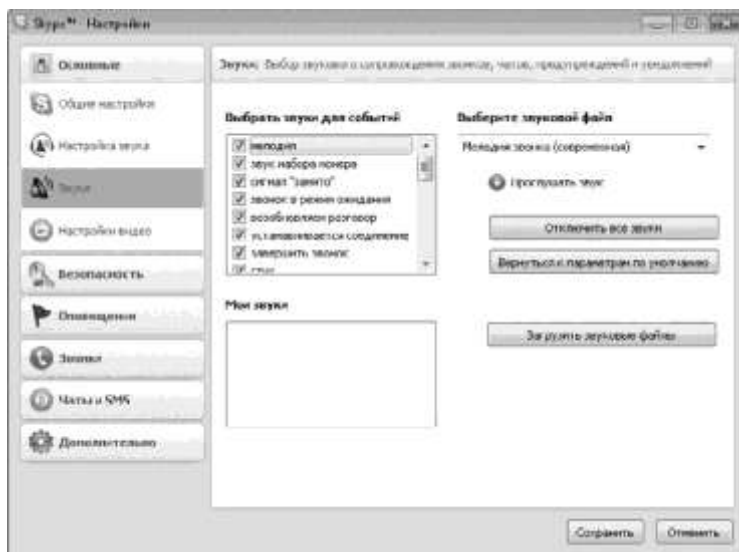 Skype™ - Настройки
Основные
Общие настройки
Настройка звука
Звуки
Настройки видео
Безопасность
Оповещения
Звонки
Чаты и SMS
Дополнительно
Звуки: Выбор звукового сопровождения звонков, чатов, предупреждений и уведомлений
Выбрать звуки для событий
мелодия
звук набора номера
сигнал "занято"
звонок в режим ожидания
возобновляем разговор
устанавливается соединение
завершить звонок
Мои звуки
Выберите звуковой файл
Мелодия звонка (современная)
Прослушать звук
Отключить все звуки
Вернуться к параметрам по умолчанию
Загрузить звуковые файлы
Сохранить
Отменить